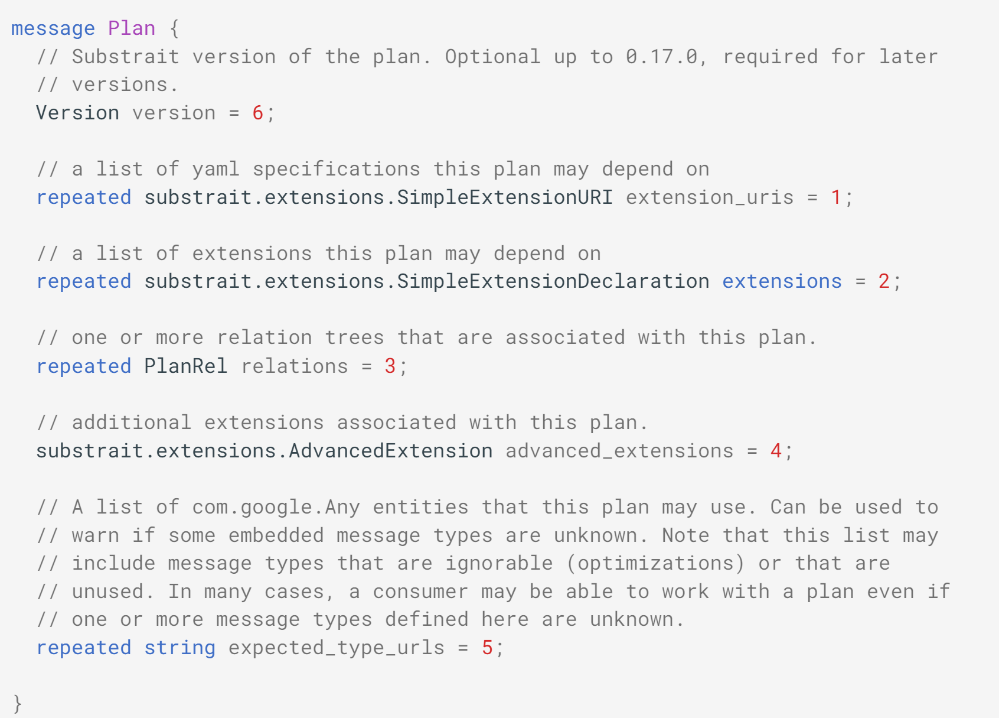 message Plan {
  // Substrait version of the plan. Optional up to 0.17.0, required for later
  // versions.
  Version version = 6;

  // a list of yaml specifications this plan may depend on
  repeated substrait.extensions.SimpleExtensionURI extension_uris = 1;

  // a list of extensions this plan may depend on
  repeated substrait.extensions.SimpleExtensionDeclaration extensions = 2;

  // one or more relation trees that are associated with this plan.
  repeated PlanRel relations = 3;

  // additional extensions associated with this plan.
  substrait.extensions.AdvancedExtension advanced_extensions = 4;

  // A list of com.google.Any entities that this plan may use. Can be used to
  // warn if some embedded message types are unknown. Note that this list may
  // include message types that are ignorable (optimizations) or that are
  // unused. In many cases, a consumer may be able to work with a plan even if
  // one or more message types defined here are unknown.
  repeated string expected_type_urls = 5;

}